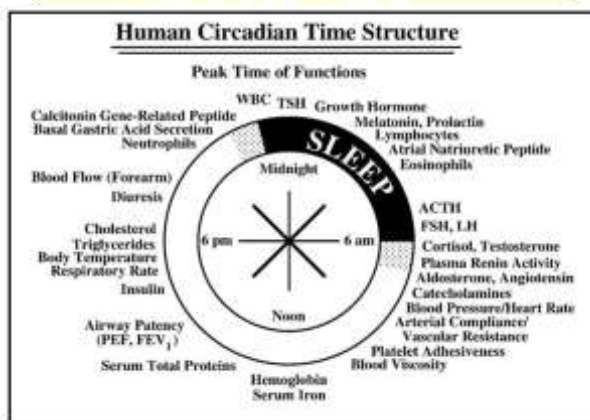 Human Circadian Time Structure
Peak Time of Functions
WBC TSH Growth Hormone
Calcitonin Gene-Related Peptide
Basal Gastric Acid Secretion
Neutrophils
Melatonin, Prolactin
Lymphocytes
Atrial Natriuretic Peptide
Eosinophils
SLEEP
Midnight
Blood Flow (Forearm)
Diuresis
ACTH
FSH, LH
Cholesterol
Triglycerides
Body Temperature
Respiratory Rate
Insulin
6 pm
6 am
Cortisol, Testosterone
Plasma Renin Activity
Aldosterone, Angiotensin
Catecholamines
Blood Pressure/Heart Rate
Arterial Compliance/
Vascular Resistance
Platelet Adhesiveness
Blood Viscosity
Noon
Airway Patency
(PEF, FEV₁)
Serum Total Proteins
Hemoglobin
Serum Iron